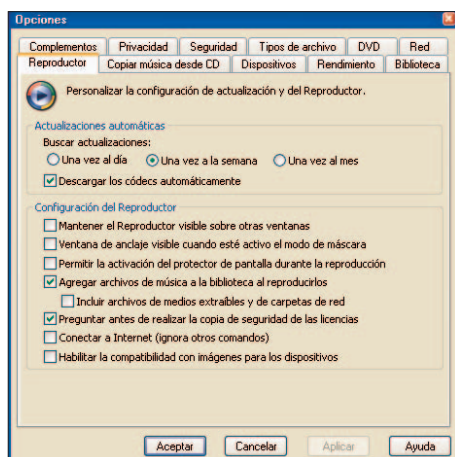 Opciones
Complementos Privacidad Seguridad Tipos de archivo DVD Red
Reproductor Copiar música desde CD Dispositivos Rendimiento Biblioteca
Personalizar la configuración de actualización y del Reproductor.
Actualizaciones automáticas
Buscar actualizaciones:
Una vez al día Una vez a la semana Una vez al mes
Descargar los códecs automáticamente
Configuración del Reproductor
Mantener el Reproductor visible sobre otras ventanas
Ventana de anclaje visible cuando esté activo el modo de máscara
Permitir la activación del protector de pantalla durante la reproducción
Agregar archivos de música a la biblioteca al reproducirlos
Incluir archivos de medios extraíbles y de carpetas de red
Preguntar antes de realizar la copia de seguridad de las licencias
Conectar a Internet (ignora otros comandos)
Habilitar la compatibilidad con imágenes para los dispositivos
Aceptar Cancelar Aplicar Ayuda